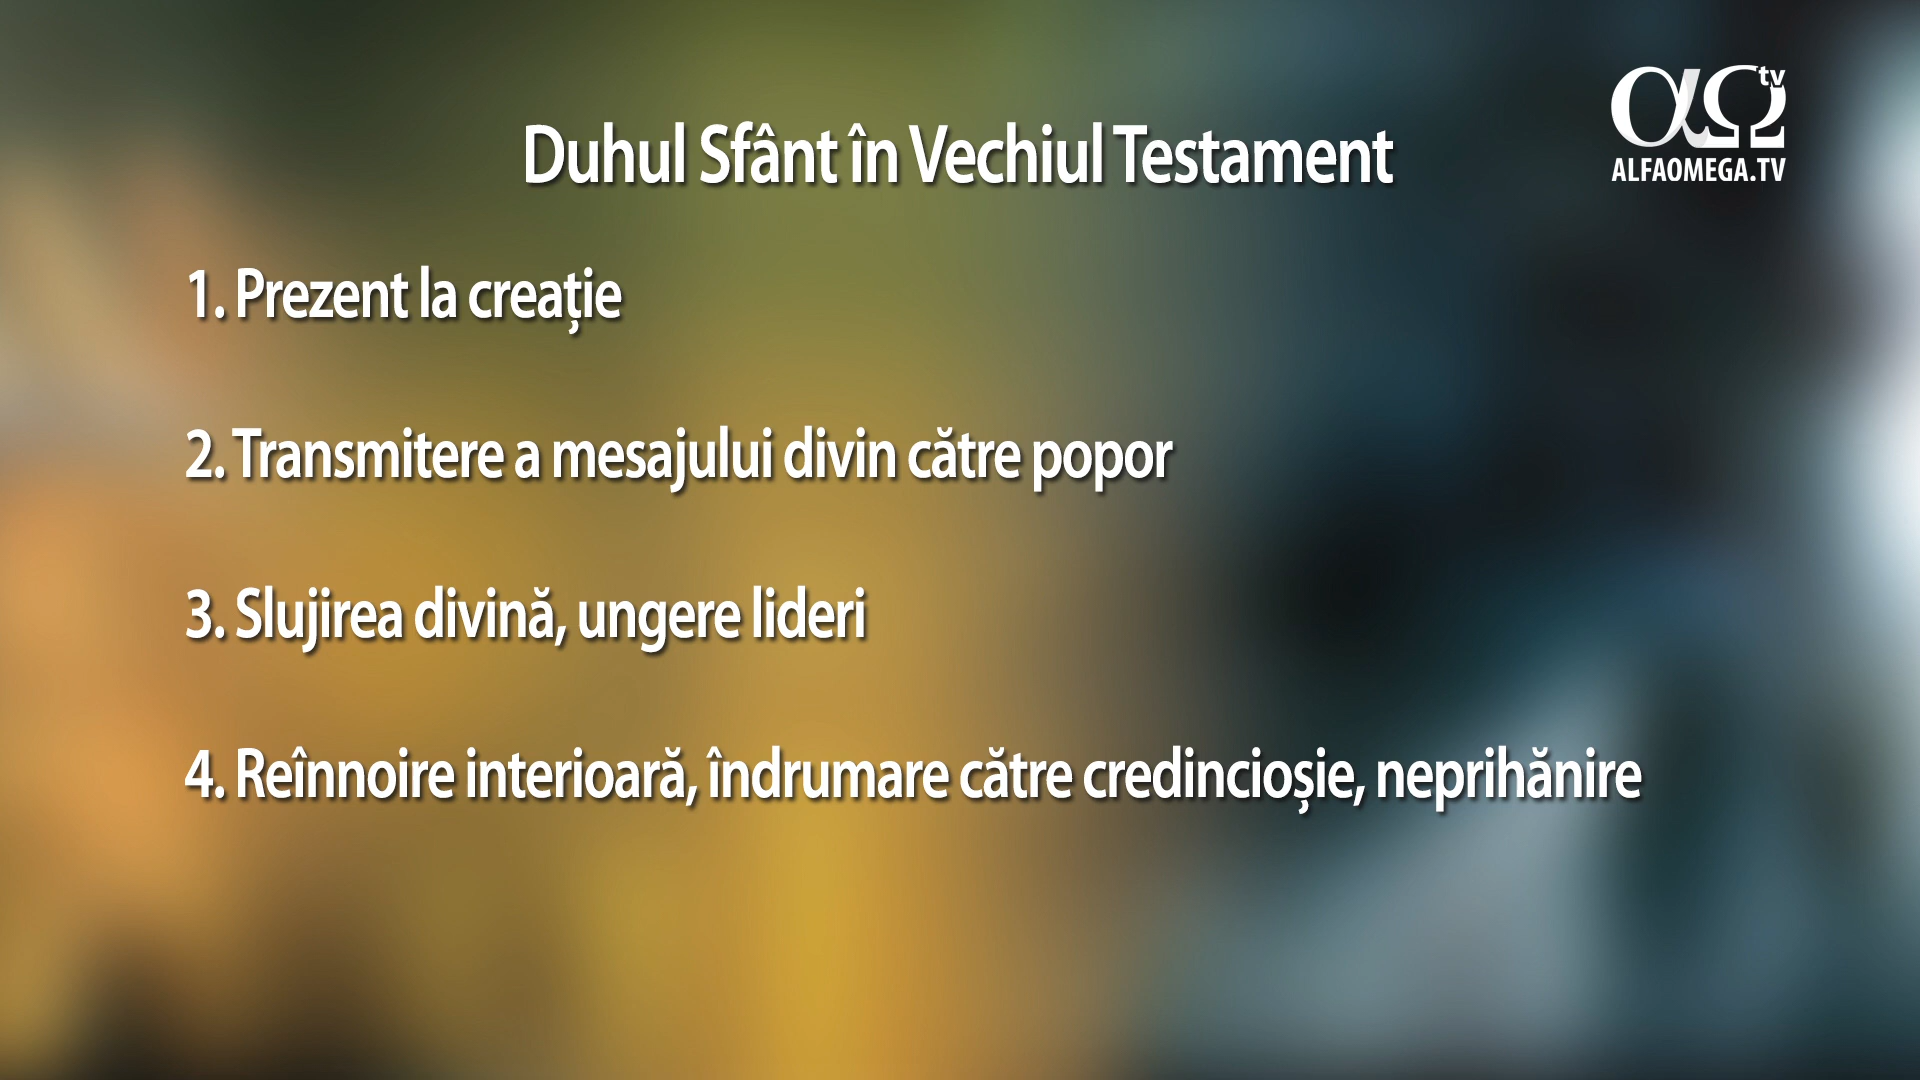 αΩ tv
ALFAOMEGA.TV
Duhul Sfânt în Vechiul Testament
1. Prezent la creație
2. Transmitere a mesajului divin către popor
3. Slujirea divină, ungere lideri
4. Reînnoire interioară, îndrumare către credincioșie, neprihănire